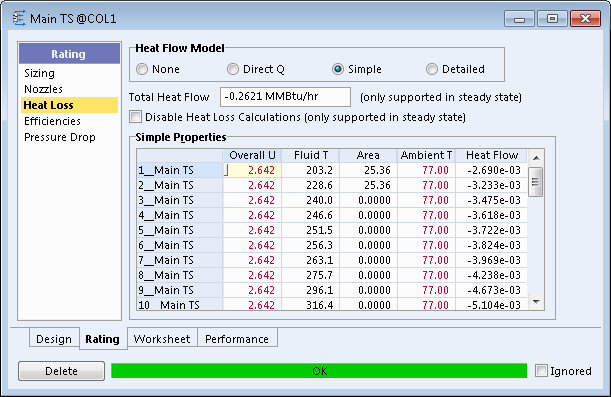 Main TS @COL1
Rating
Sizing
Nozzles
Heat Loss
Efficiencies
Pressure Drop
Heat Flow Model
None Direct Q Simple Detailed
Total Heat Flow -0.2621 MMBtu/hr (only supported in steady state)
Disable Heat Loss Calculations (only supported in steady state)
Simple Properties
Overall U Fluid T Area Ambient T Heat Flow
1__Main TS 2.642 203.2 25.36 77.00 -2.690e-03
2__Main TS 2.642 228.6 25.36 77.00 -3.233e-03
3__Main TS 2.642 240.0 0.0000 77.00 -3.475e-03
4__Main TS 2.642 246.6 0.0000 77.00 -3.618e-03
5__Main TS 2.642 251.5 0.0000 77.00 -3.722e-03
6__Main TS 2.642 256.3 0.0000 77.00 -3.824e-03
7__Main TS 2.642 263.1 0.0000 77.00 -3.969e-03
8__Main TS 2.642 275.7 0.0000 77.00 -4.238e-03
9__Main TS 2.642 296.1 0.0000 77.00 -4.673e-03
10 Main TS 2.642 316.4 0.0000 77.00 -5.104e-03
Design Rating Worksheet Performance
Delete OK Ignored